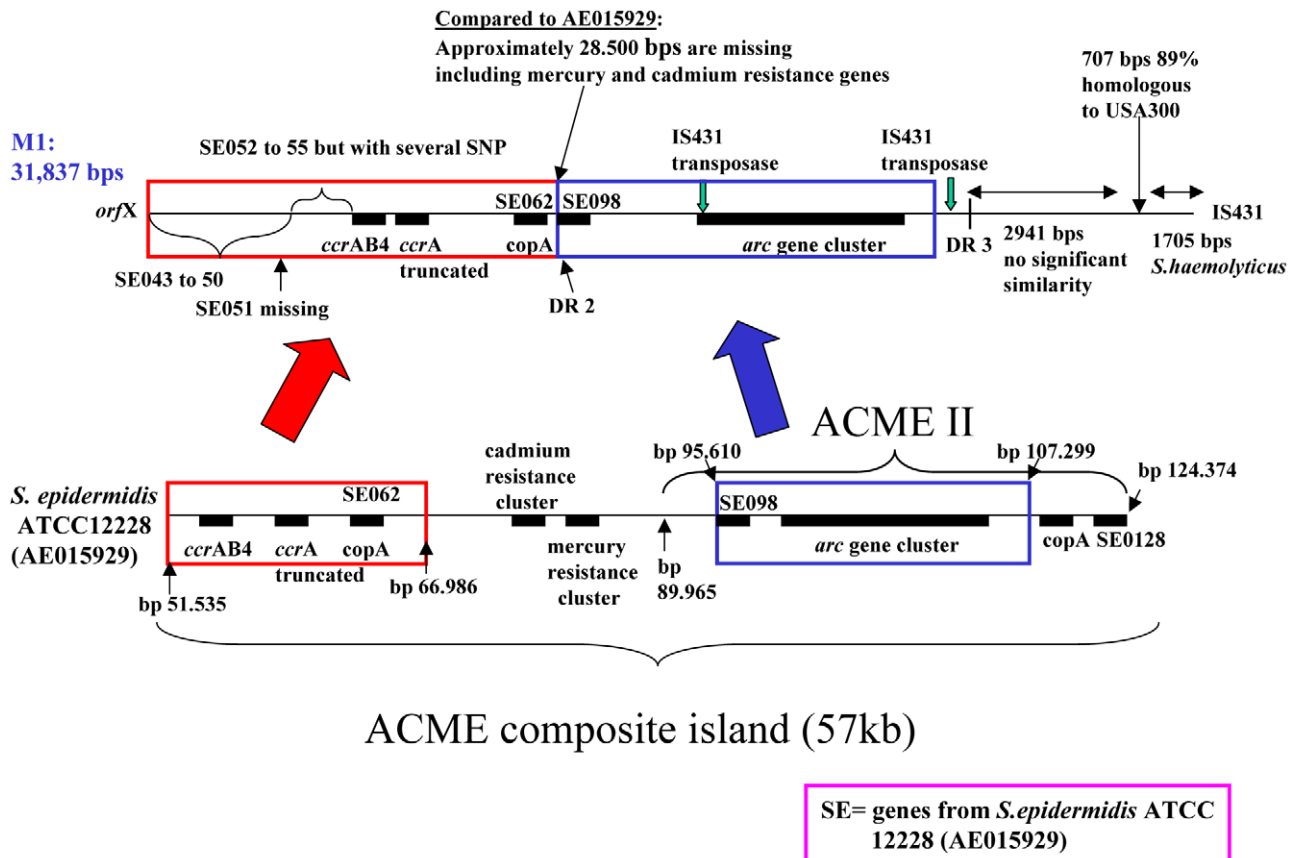 Compared to AE015929:
Approximately 28.500 bps are missing
including mercury and cadmium resistance genes
707 bps 89%
homologous
to USA300
M1:
31,837 bps
SE052 to 55 but with several SNP
IS431
transposase
IS431
transposase
orfX
SE062
SE098
IS431
ccrAB4
ccrA
truncated
copA
arc gene cluster
DR 3
2941 bps
no significant
similarity
1705 bps
S.haemolyticus
SE043 to 50
SE051 missing
DR 2
ACME II
cadmium
resistance
cluster
bp 95.610
bp 107.299
bp 124.374
S. epidermidis
ATCC12228
(AE015929)
SE062
SE098
ccrAB4
ccrA
truncated
copA
mercury
resistance
cluster
arc gene cluster
copA
SE0128
bp 51.535
bp 66.986
bp
89.965
ACME composite island (57kb)
SE= genes from S.epidermidis ATCC
12228 (AE015929)